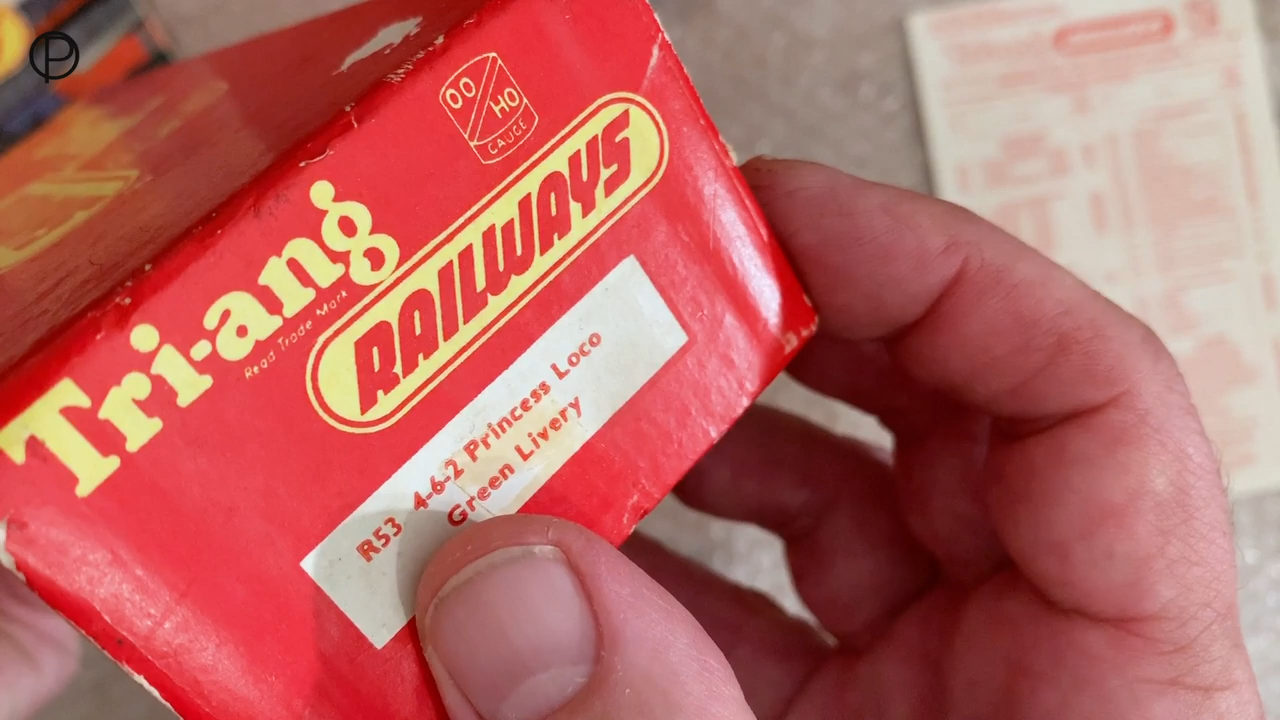 OO
HO
GAUGE
Tri-ang
Regd Trade Mark
RAILWAYS
R53 4-6-2 Princess Loco
Green Livery